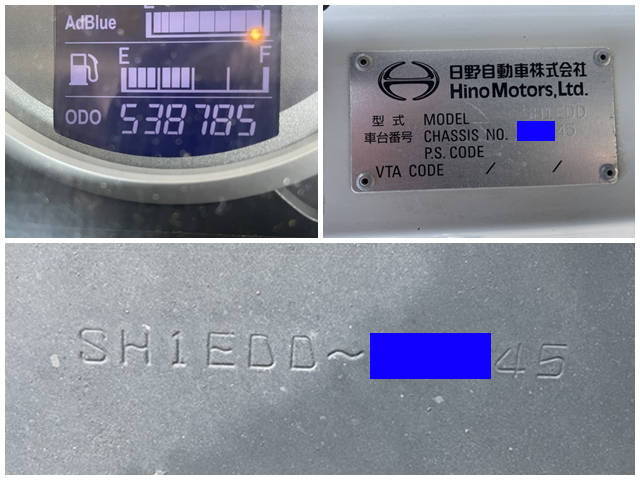 AdBlue
E F
ODO 538785
日野自動車株式会社
Hino Motors, Ltd.
型式 MODEL SH1EDD
車台番号 CHASSIS NO. 45
P.S. CODE
VTA CODE / /
SH1EDD~ 45